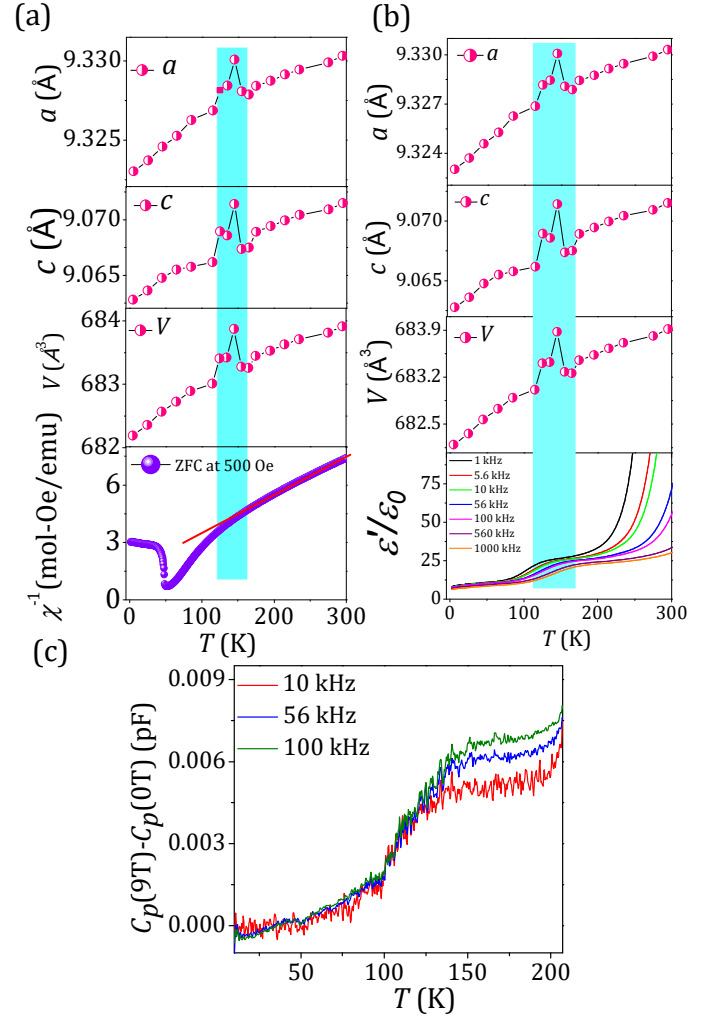 (a)
a
9.330
9.325
a (Å)
c
9.070
9.065
c (Å)
V
684
683
682
V (Å³)
ZFC at 500 Oe
6
3
0
χ⁻¹(mol-Oe/emu)
0 100 200 300
T (K)
(b)
a
9.330
9.327
9.324
a (Å)
c
9.070
9.065
c (Å)
V
683.9
683.2
682.5
V (Å³)
1 kHz
5.6 kHz
10 kHz
56 kHz
100 kHz
560 kHz
1000 kHz
75
50
25
0
ε'/ε₀
0 100 200 300
T (K)
(c)
10 kHz
56 kHz
100 kHz
0.009
0.006
0.003
0.000
Cp(9T)-Cp(0T) (pF)
50 100 150 200
T (K)